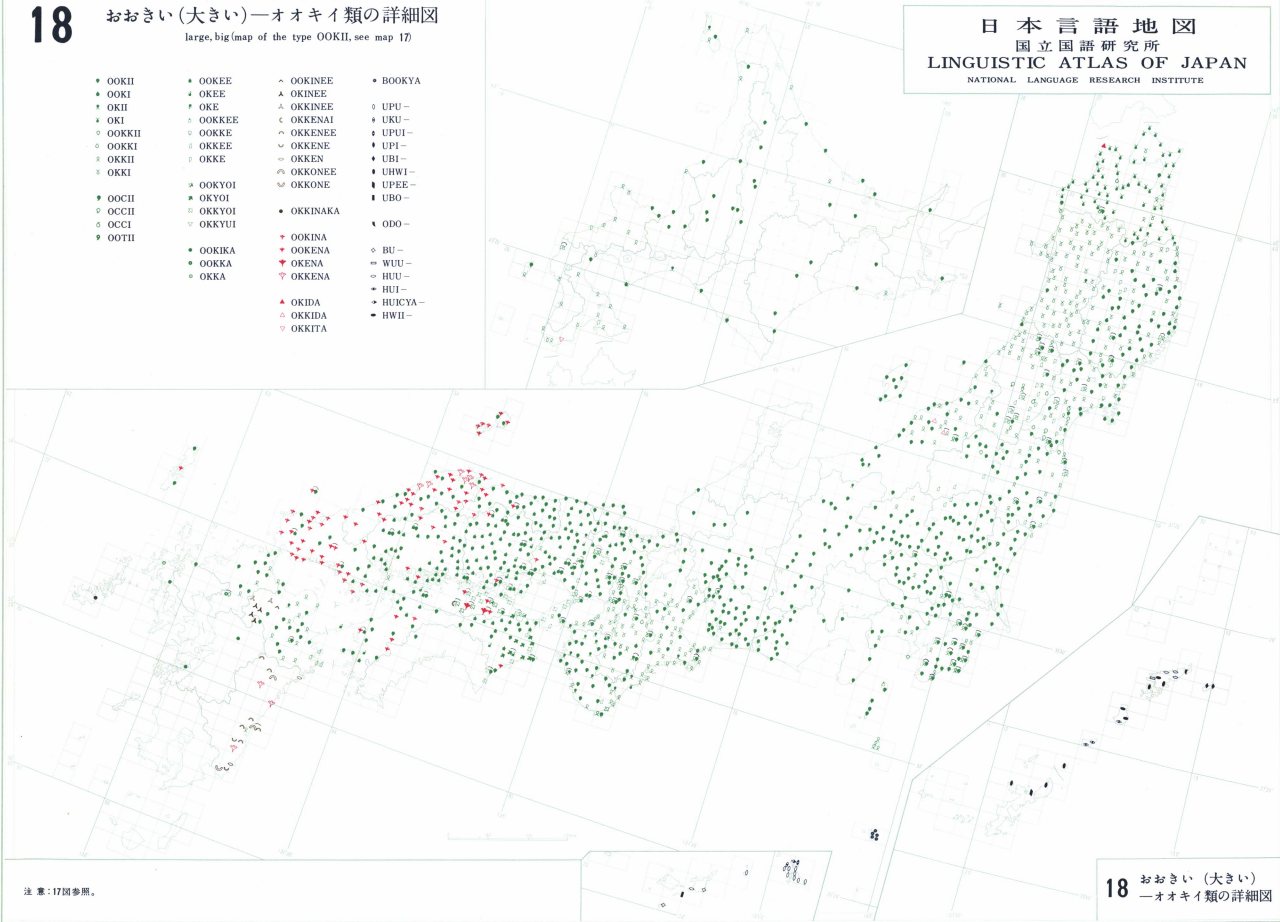 18
おおきい（大きい）―オオキイ類の詳細図
large, big (map of the type OOKII, see map 17)
日本言語地図
国立国語研究所
LINGUISTIC ATLAS OF JAPAN
NATIONAL LANGUAGE RESEARCH INSTITUTE
OOKII
OOKI
OKII
OKI
OOKKII
OOKKI
OKKII
OKKI
OOCII
OCCII
OCCI
OOTII
OOKEE
OKEE
OKE
OOKKEE
OOKKE
OKKEE
OKKE
OOKYOI
OKYOI
OKKYOI
OKKYUI
OOKIKA
OOKKA
OKKA
OOKINEE
OKINEE
OKKINEE
OKKENAI
OKKENEE
OKKENE
OKKEN
OKKONEE
OKKONE
OKKINAKA
OOKINA
OOKENA
OKENA
OKKENA
OKIDA
OKKIDA
OKKITA
BOOKYA
UPU－
UKU－
UPUI－
UPI－
UBI－
UHWI－
UPEE－
UBO－
ODO－
BU－
WUU－
HUU－
HUI－
HUICYA－
HWII－
注意：17図参照。
18
おおきい（大きい）
―オオキイ類の詳細図